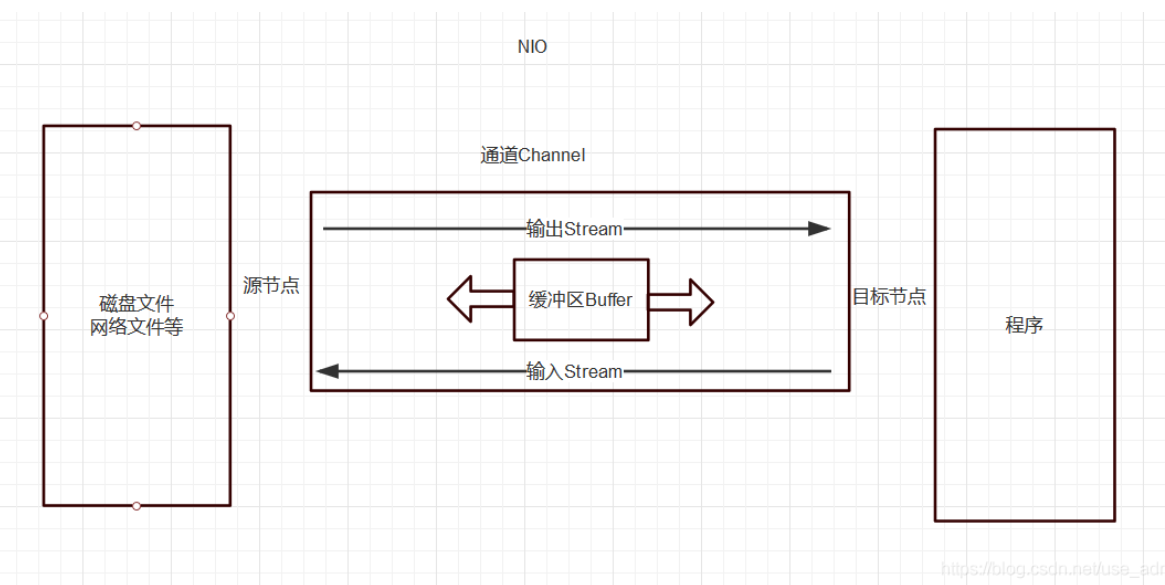 NIO
通道Channel
输出Stream
源节点
缓冲区Buffer
目标节点
磁盘文件
网络文件等
程序
输入Stream
https://blog.csdn.net/use_adm